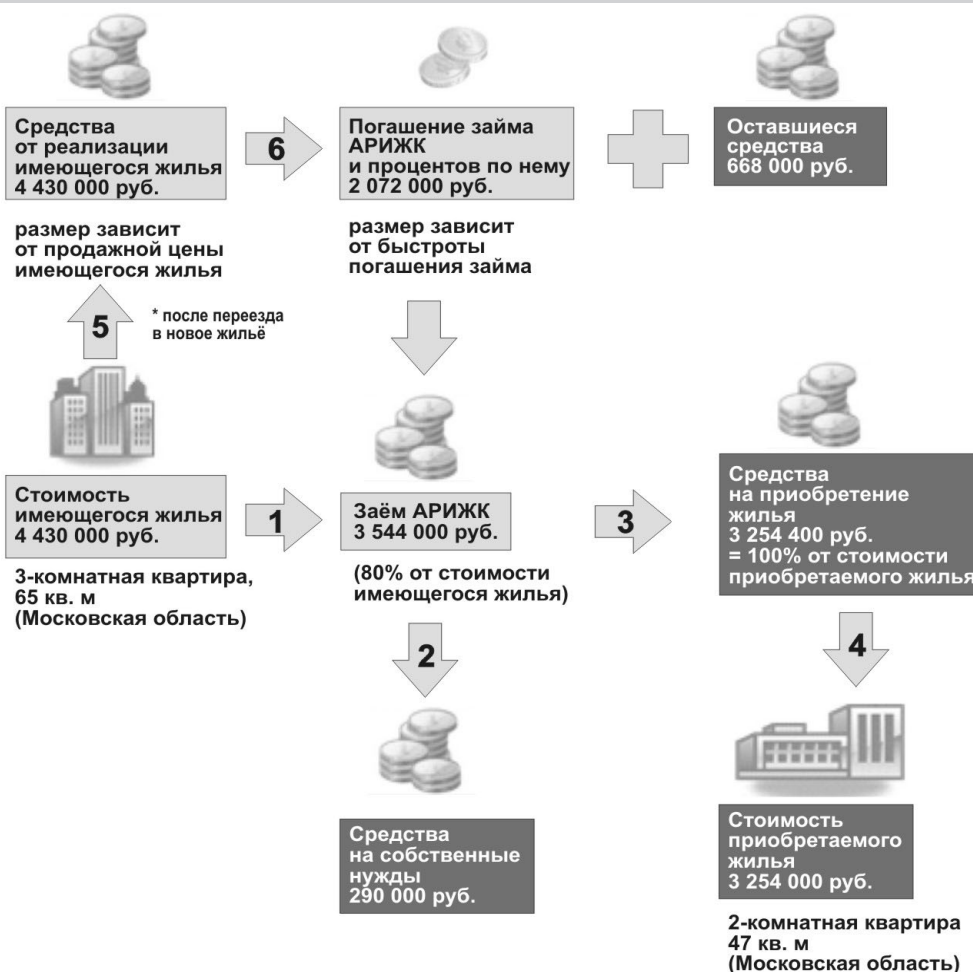 Средства
от реализации
имеющегося жилья
4 430 000 руб.
6
Погашение займа
АРИЖК
и процентов по нему
2 072 000 руб.
Оставшиеся
средства
668 000 руб.
размер зависит
от продажной цены
имеющегося жилья
размер зависит
от быстроты
погашения займа
5
* после переезда
в новое жильё
Стоимость
имеющегося жилья
4 430 000 руб.
1
Заём АРИЖК
3 544 000 руб.
3
Средства
на приобретение
жилья
3 254 400 руб.
= 100% от стоимости
приобретаемого жилья
3-комнатная квартира,
65 кв. м
(Московская область)
(80% от стоимости
имеющегося жилья)
2
4
Средства
на собственные
нужды
290 000 руб.
Стоимость
приобретаемого
жилья
3 254 000 руб.
2-комнатная квартира
47 кв. м
(Московская область)